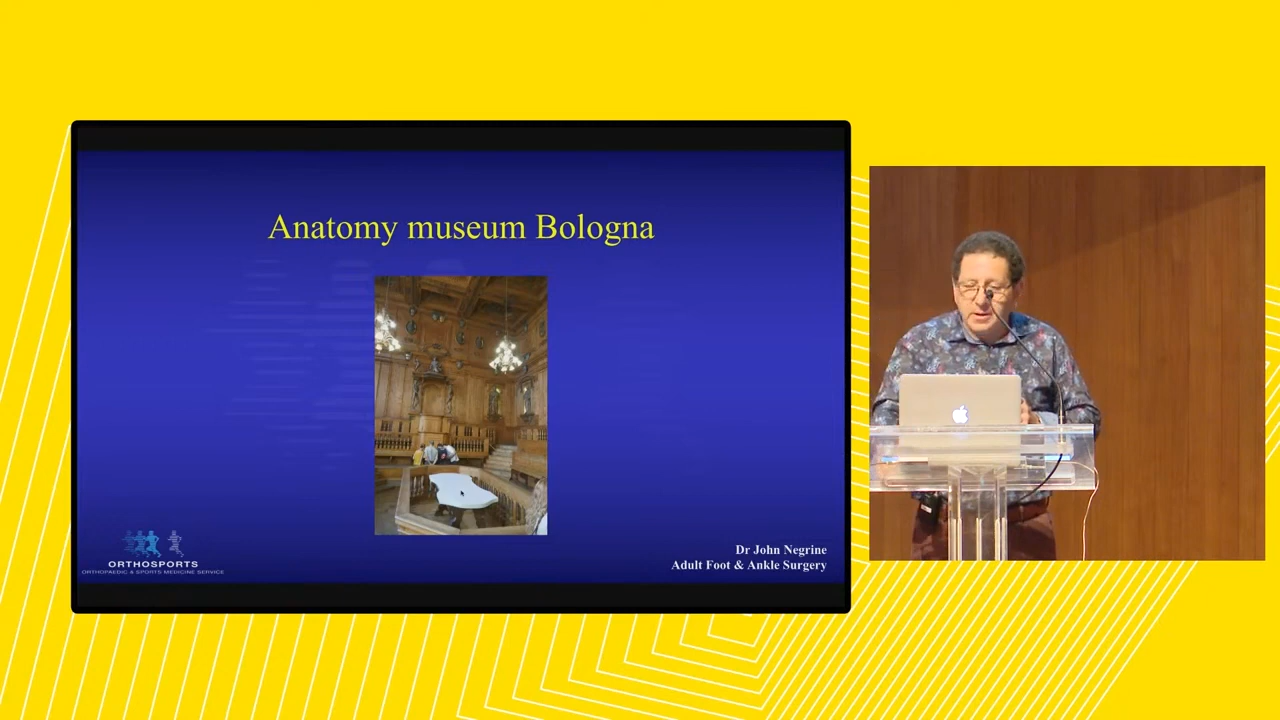 Anatomy museum Bologna
ORTHOSPORTS
ORTHOPAEDIC & SPORTS MEDICINE SERVICE
Dr John Negrine
Adult Foot & Ankle Surgery